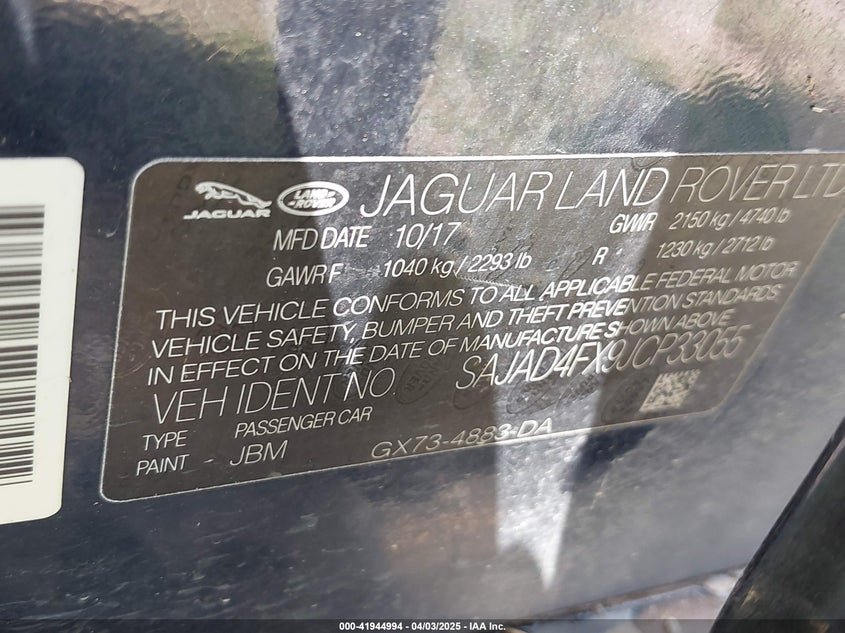 JAGUAR LAND ROVER JAGUAR LAND ROVER LTD
MFD DATE 10/17 GWR 2150 kg / 4740 lb
GAWR F 1040 kg / 2293 lb R 1230 kg / 2712 lb
THIS VEHICLE CONFORMS TO ALL APPLICABLE FEDERAL MOTOR
VEHICLE SAFETY, BUMPER AND THEFT PREVENTION STANDARDS
IN EFFECT ON THE DATE OF MANUFACTURE SHOWN ABOVE
VEH IDENT NO. SAJAD4FX9JCP33055
TYPE PASSENGER CAR
PAINT JBM GX73-4883-DA
000-41944994 - 04/03/2025 - IAA Inc.